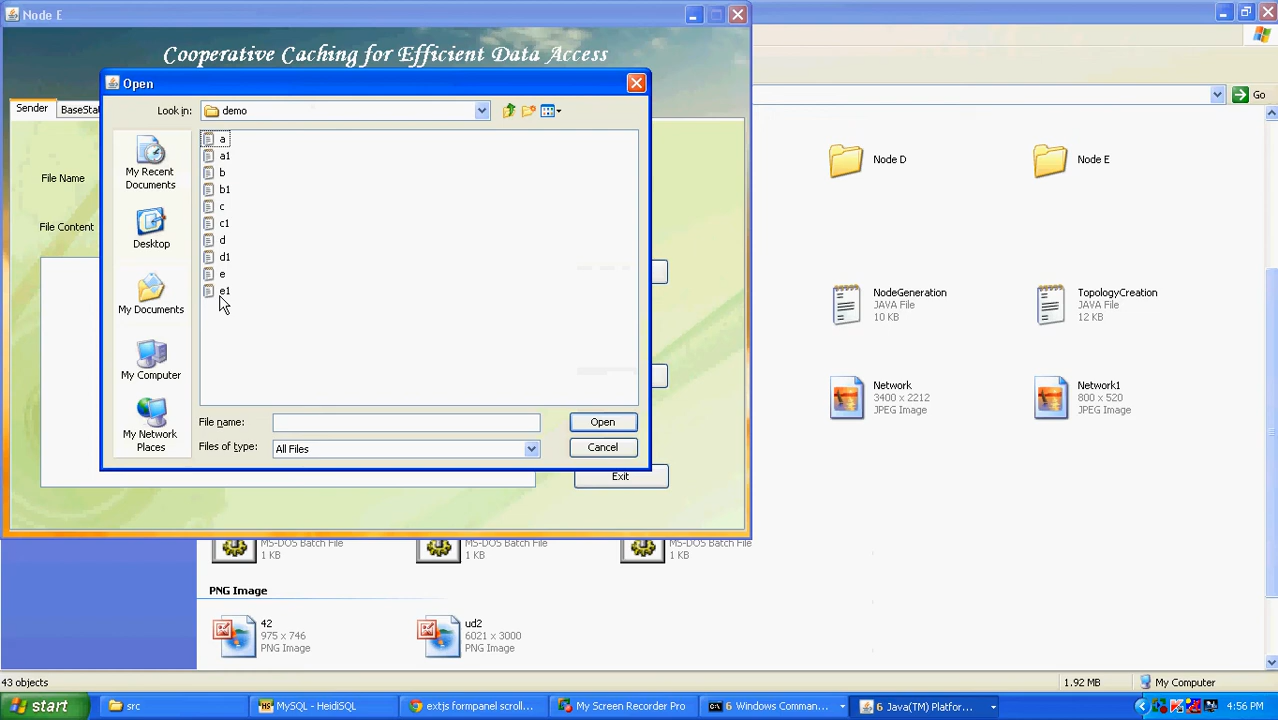 Node E
Cooperative Caching for Efficient Data Access
Open
Look in:
demo
Sender
BaseStat
Go
a
a1
b
b1
c
c1
d
d1
e
e1
My Recent
Documents
Desktop
My Documents
My Computer
My Network
Places
File Name
File Content
File name:
Open
Files of type:
All Files
Cancel
Exit
Node D
Node E
NodeGeneration
JAVA File
10 KB
TopologyCreation
JAVA File
12 KB
Network
3400 x 2212
JPEG Image
Network1
800 x 520
JPEG Image
MS-DOS Batch File
1 KB
MS-DOS Batch File
1 KB
MS-DOS Batch File
1 KB
PNG Image
42
975 x 746
PNG Image
ud2
6021 x 3000
PNG Image
43 objects
1.92 MB
My Computer
start
src
MySQL - HeidiSQL
extjs formpanel scroll...
My Screen Recorder Pro
6 Windows Comman...
6 Java(TM) Platfor...
4:56 PM